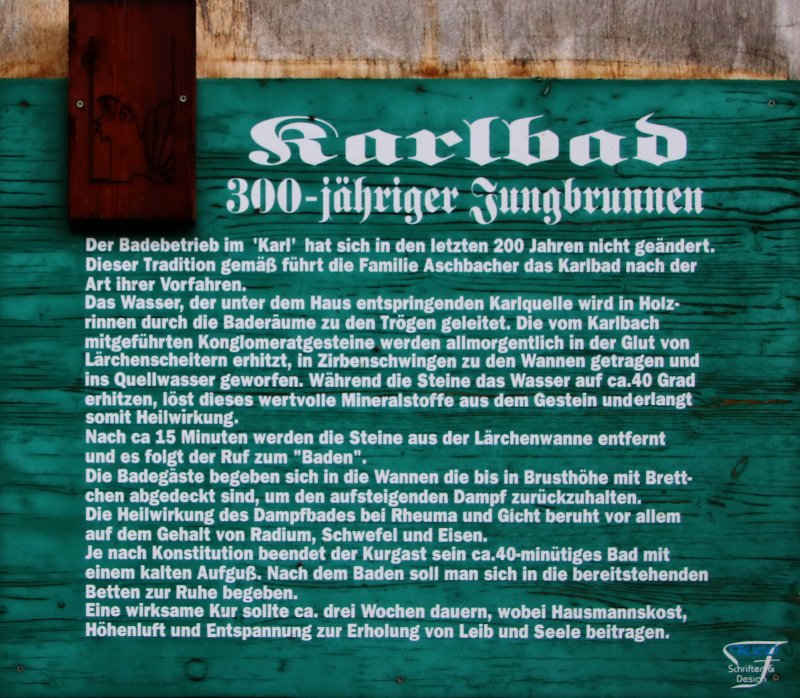 Karlbad
300-jähriger Jungbrunnen
Der Badebetrieb im 'Karl' hat sich in den letzten 200 Jahren nicht geändert.
Dieser Tradition gemäß führt die Familie Aschbacher das Karlbad nach der
Art ihrer Vorfahren.
Das Wasser, der unter dem Haus entspringenden Karlquelle wird in Holz-
rinnen durch die Baderäume zu den Trögen geleitet. Die vom Karlbach
mitgeführten Konglomeratgesteine werden allmorgentlich in der Glut von
Lärchenscheitern erhitzt, in Zirbenschwingen zu den Wannen getragen und
ins Quellwasser geworfen. Während die Steine das Wasser auf ca.40 Grad
erhitzen, löst dieses wertvolle Mineralstoffe aus dem Gestein und erlangt
somit Heilwirkung.
Nach ca 15 Minuten werden die Steine aus der Lärchenwanne entfernt
und es folgt der Ruf zum "Baden".
Die Badegäste begeben sich in die Wannen die bis in Brusthöhe mit Brett-
chen abgedeckt sind, um den aufsteigenden Dampf zurückzuhalten.
Die Heilwirkung des Dampfbades bei Rheuma und Gicht beruht vor allem
auf dem Gehalt von Radium, Schwefel und Eisen.
Je nach Konstitution beendet der Kurgast sein ca.40-minütiges Bad mit
einem kalten Aufguß. Nach dem Baden soll man sich in die bereitstehenden
Betten zur Ruhe begeben.
Eine wirksame Kur sollte ca. drei Wochen dauern, wobei Hausmannskost,
Höhenluft und Entspannung zur Erholung von Leib und Seele beitragen.
Schriften &
Design